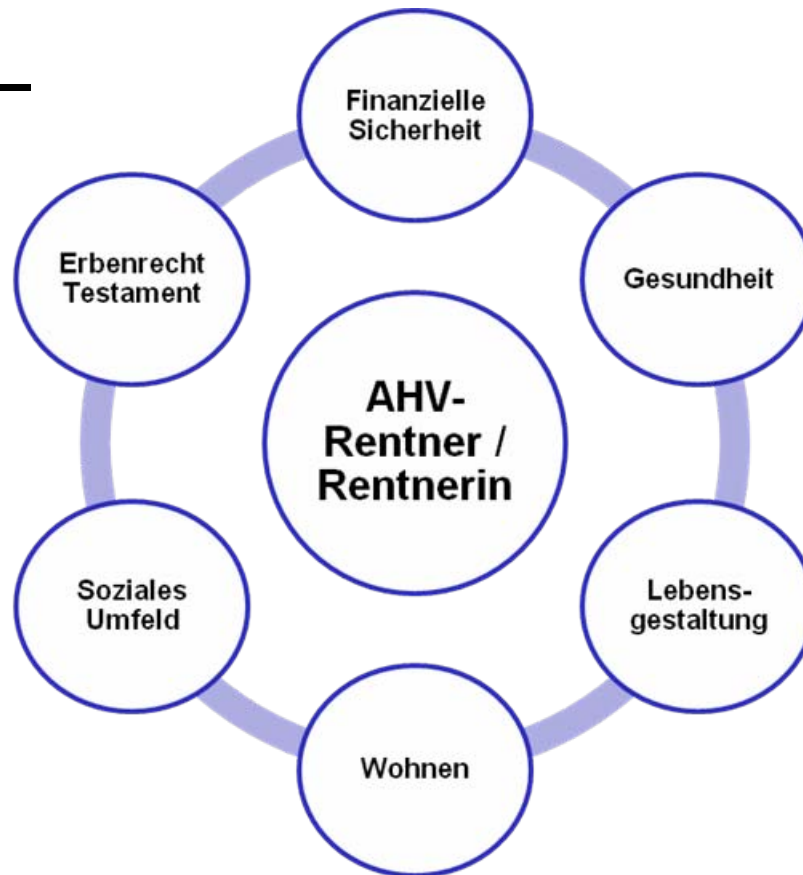 Finanzielle
Sicherheit
Erbenrecht
Testament
Gesundheit
AHV-
Rentner /
Rentnerin
Soziales
Umfeld
Lebens-
gestaltung
Wohnen